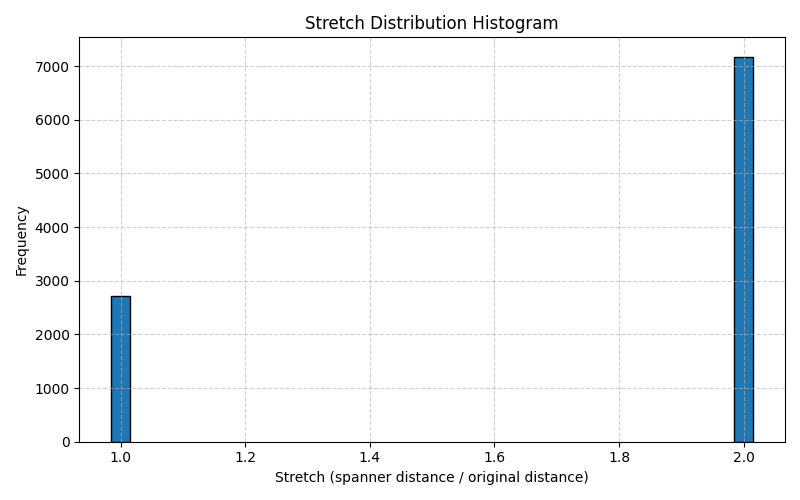 Stretch Distribution Histogram
Frequency
7000
6000
5000
4000
3000
2000
1000
0
1.0 1.2 1.4 1.6 1.8 2.0
Stretch (spanner distance / original distance)